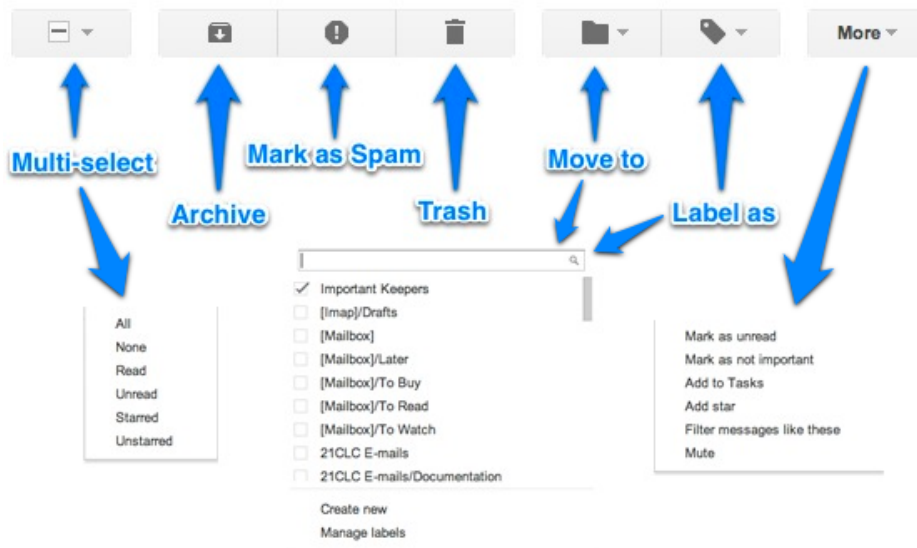 More
Multi-select
Mark as Spam
Move to
Archive
Trash
Label as
All
None
Read
Unread
Starred
Unstarred
Important Keepers
[Imap]/Drafts
[Mailbox]
[Mailbox]/Later
[Mailbox]/To Buy
[Mailbox]/To Read
[Mailbox]/To Watch
21CLC E-mails
21CLC E-mails/Documentation
Create new
Manage labels
Mark as unread
Mark as not important
Add to Tasks
Add star
Filter messages like these
Mute